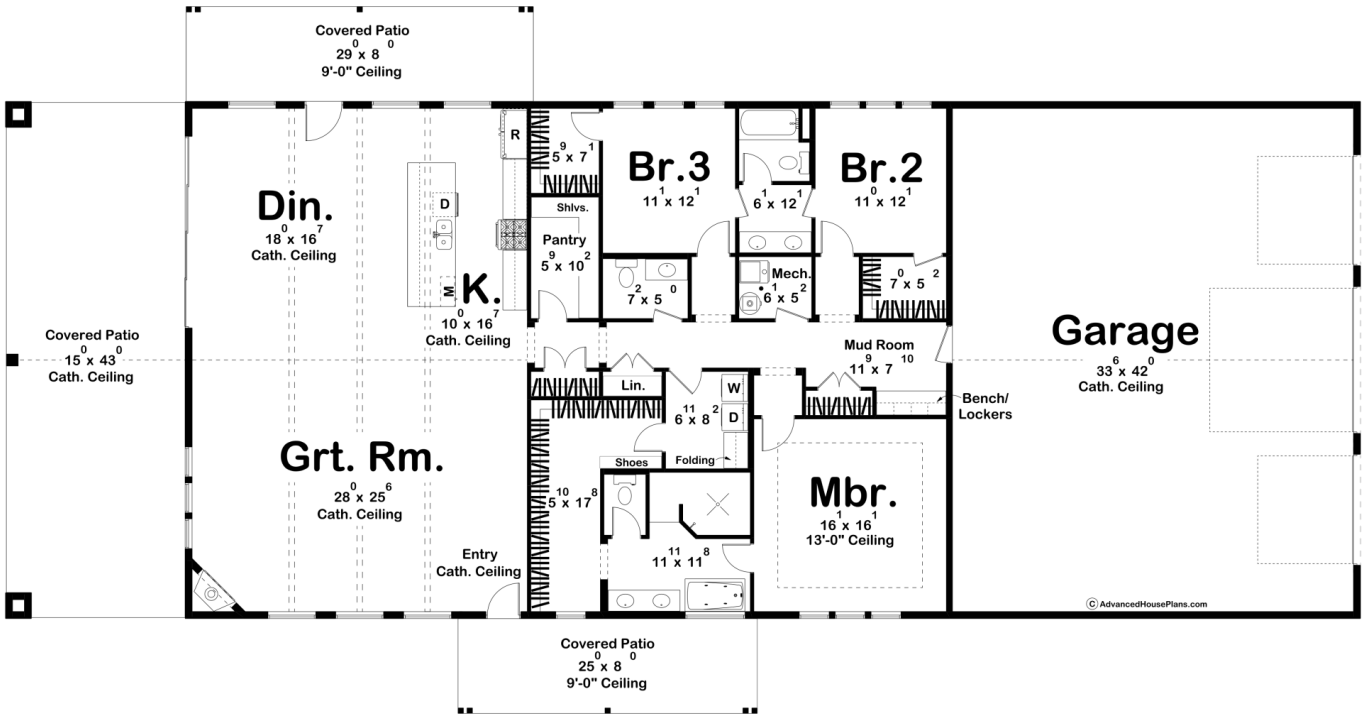 Covered Patio
29⁰ x 8⁰
9'-0" Ceiling
R
5⁹ x 7¹
Br.3
11¹ x 12¹
6¹ x 12¹
Br.2
11⁰ x 12¹
Din.
18⁰ x 16⁷
Cath. Ceiling
D
M
K.
10⁰ x 16⁷
Cath. Ceiling
Shlvs.
Pantry
5⁹ x 10²
7² x 5⁰
Mech.
6¹ x 5²
7⁰ x 5²
Covered Patio
15⁰ x 43⁰
Cath. Ceiling
Mud Room
11⁹ x 7¹⁰
Garage
33⁶ x 42⁰
Cath. Ceiling
Lin.
W
D
6¹¹ x 8²
Folding
Bench/
Lockers
Shoes
Grt. Rm.
28⁰ x 25⁶
Cath. Ceiling
5¹⁰ x 17⁸
Mbr.
16¹ x 16¹
13'-0" Ceiling
Entry
Cath. Ceiling
11¹¹ x 11⁸
© AdvancedHousePlans.com
Covered Patio
25⁰ x 8⁰
9'-0" Ceiling